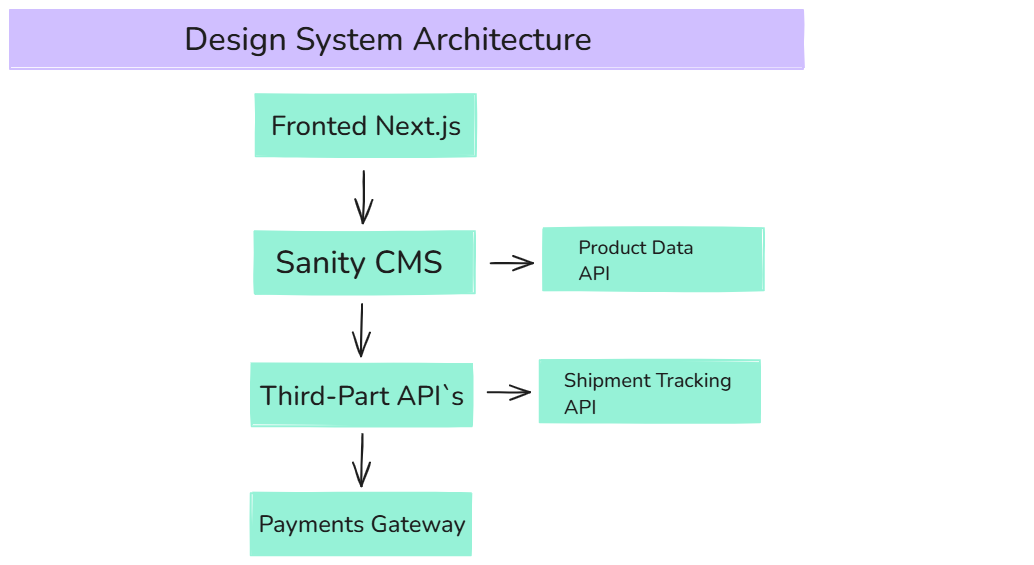 Design System Architecture
Fronted Next.js
Sanity CMS
Product Data
API
Third-Part API`s
Shipment Tracking
API
Payments Gateway